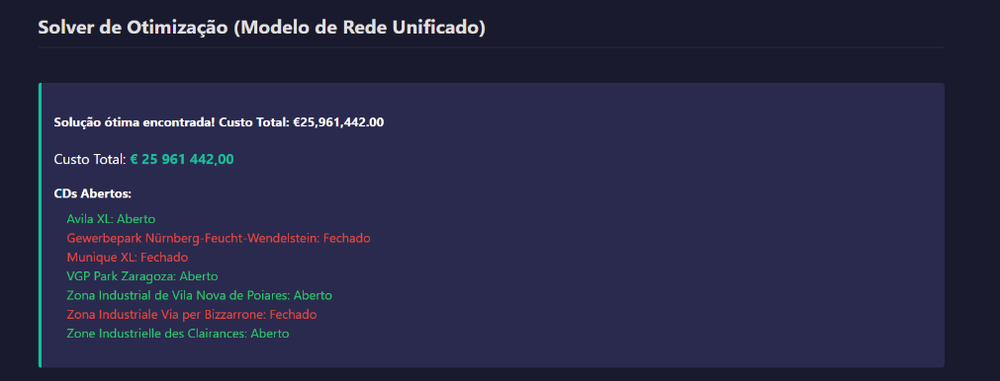 Solver de Otimização (Modelo de Rede Unificado)
Solução ótima encontrada! Custo Total: €25,961,442.00
Custo Total: € 25 961 442,00
CDs Abertos:
Avila XL: Aberto
Gewerbepark Nürnberg-Feucht-Wendelstein: Fechado
Munique XL: Fechado
VGP Park Zaragoza: Aberto
Zona Industrial de Vila Nova de Poiares: Aberto
Zona Industriale Via per Bizzarrone: Fechado
Zone Industrielle des Clairances: Aberto